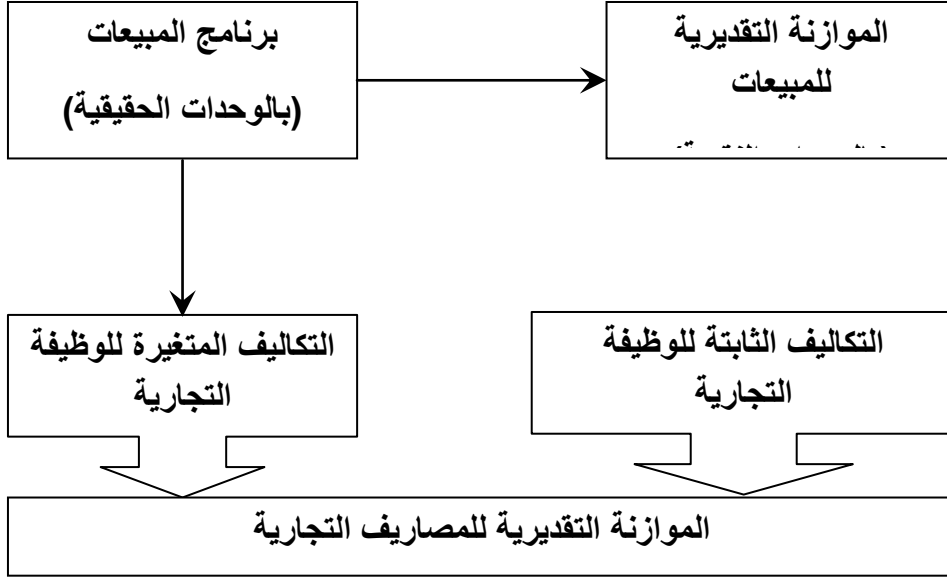 برنامج المبيعات
(بالوحدات الحقيقية)
الموازنة التقديرية
للمبيعات
التكاليف المتغيرة للوظيفة
التجارية
التكاليف الثابتة للوظيفة
التجارية
الموازنة التقديرية للمصاريف التجارية